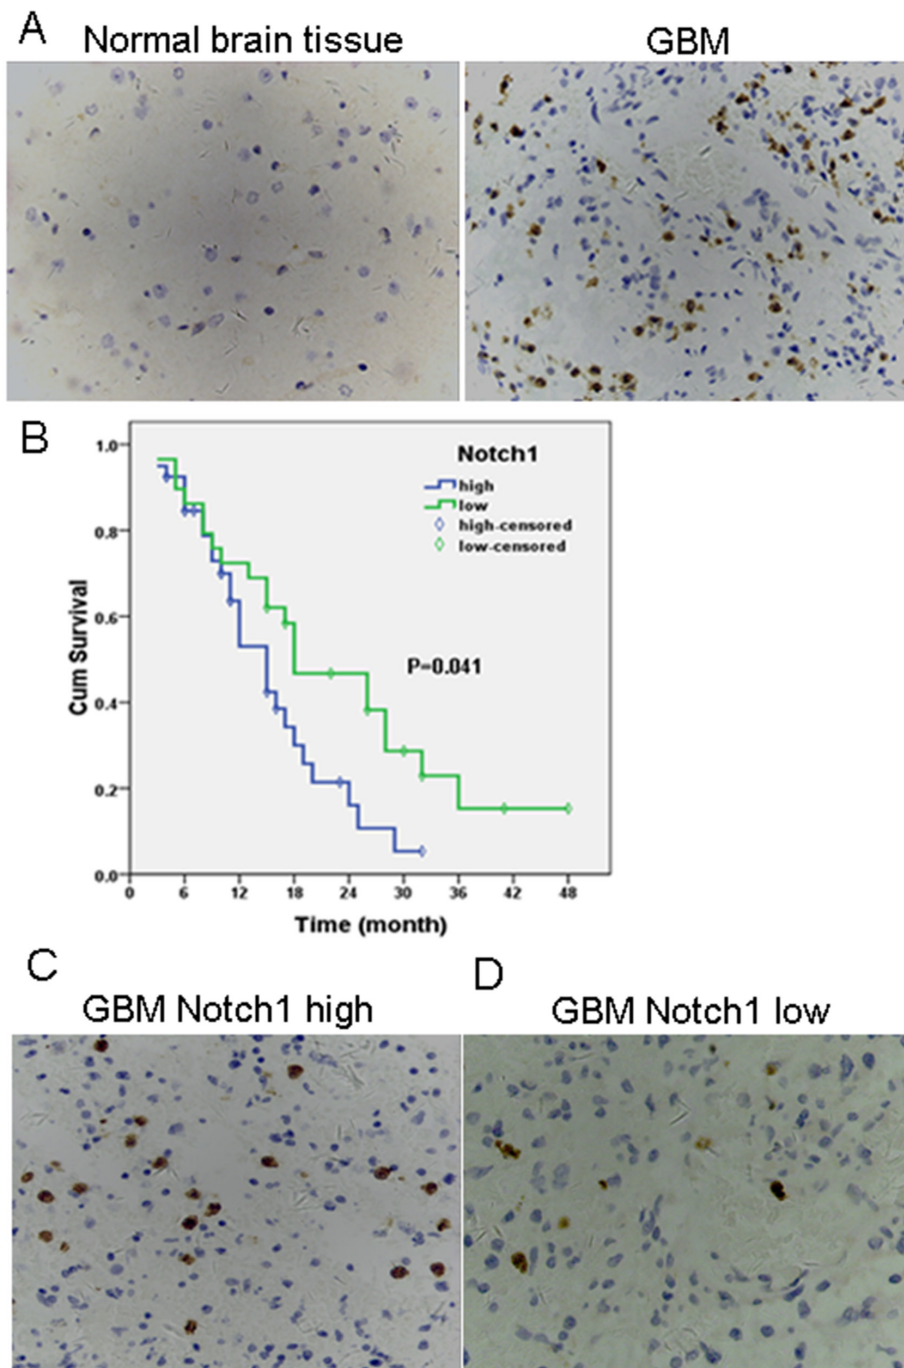 A
Normal brain tissue
GBM
B
Notch1
high
low
high-censored
low-censored
P=0.041
Cum Survival
1.0
0.8
0.6
0.4
0.2
0.0
0 6 12 18 24 30 36 42 48
Time (month)
C
GBM Notch1 high
D
GBM Notch1 low